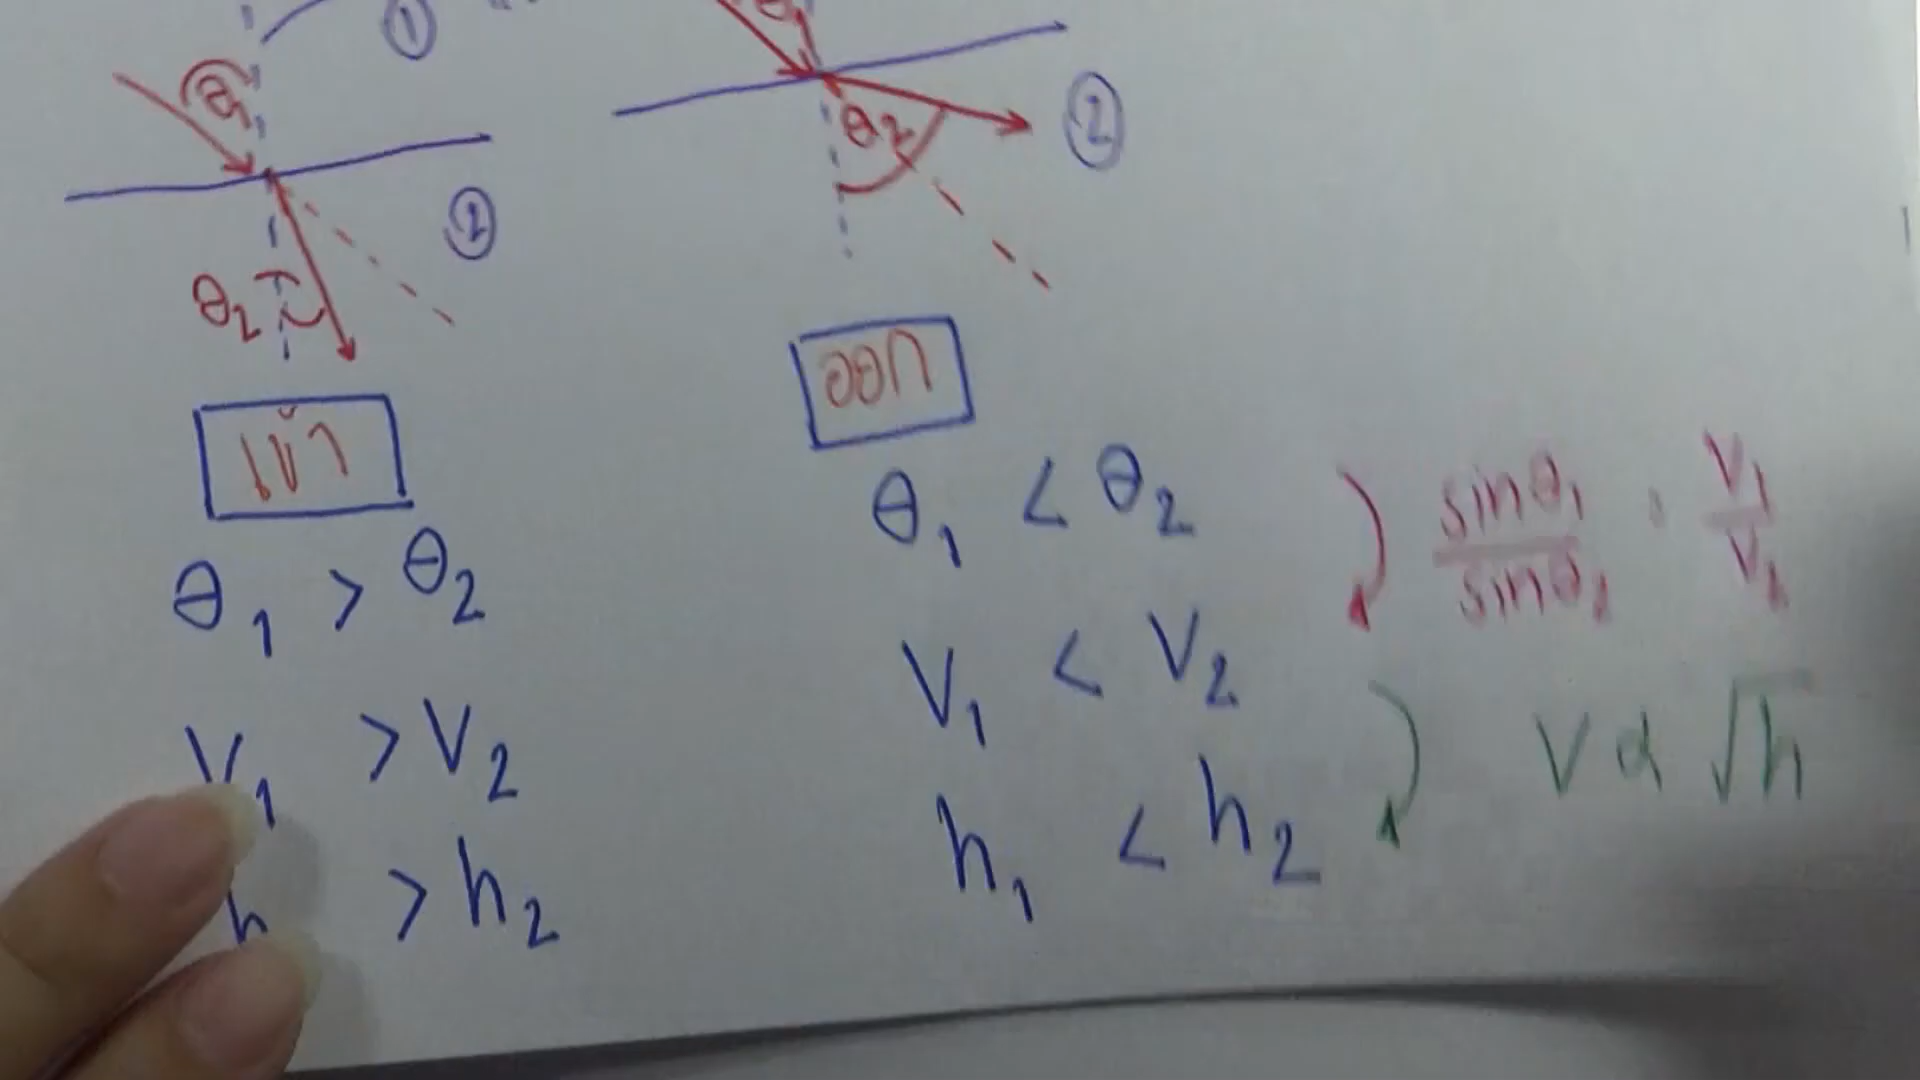 ①
θ1
θ1
②
θ2
②
θ2
ออก
เข้า
θ1 < θ2
sinθ1 / sinθ2 = V1 / V2
θ1 > θ2
V1 < V2
V ∝ √h
V1 > V2
h1 < h2
h > h2